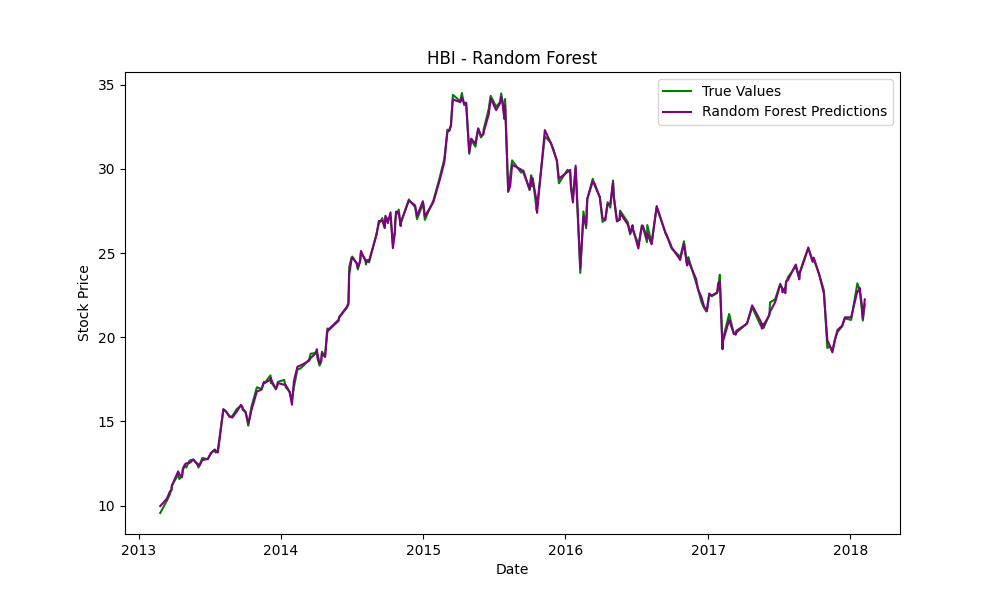 HBI - Random Forest
True Values
Random Forest Predictions
35
30
25
20
15
10
Stock Price
2013 2014 2015 2016 2017 2018
Date